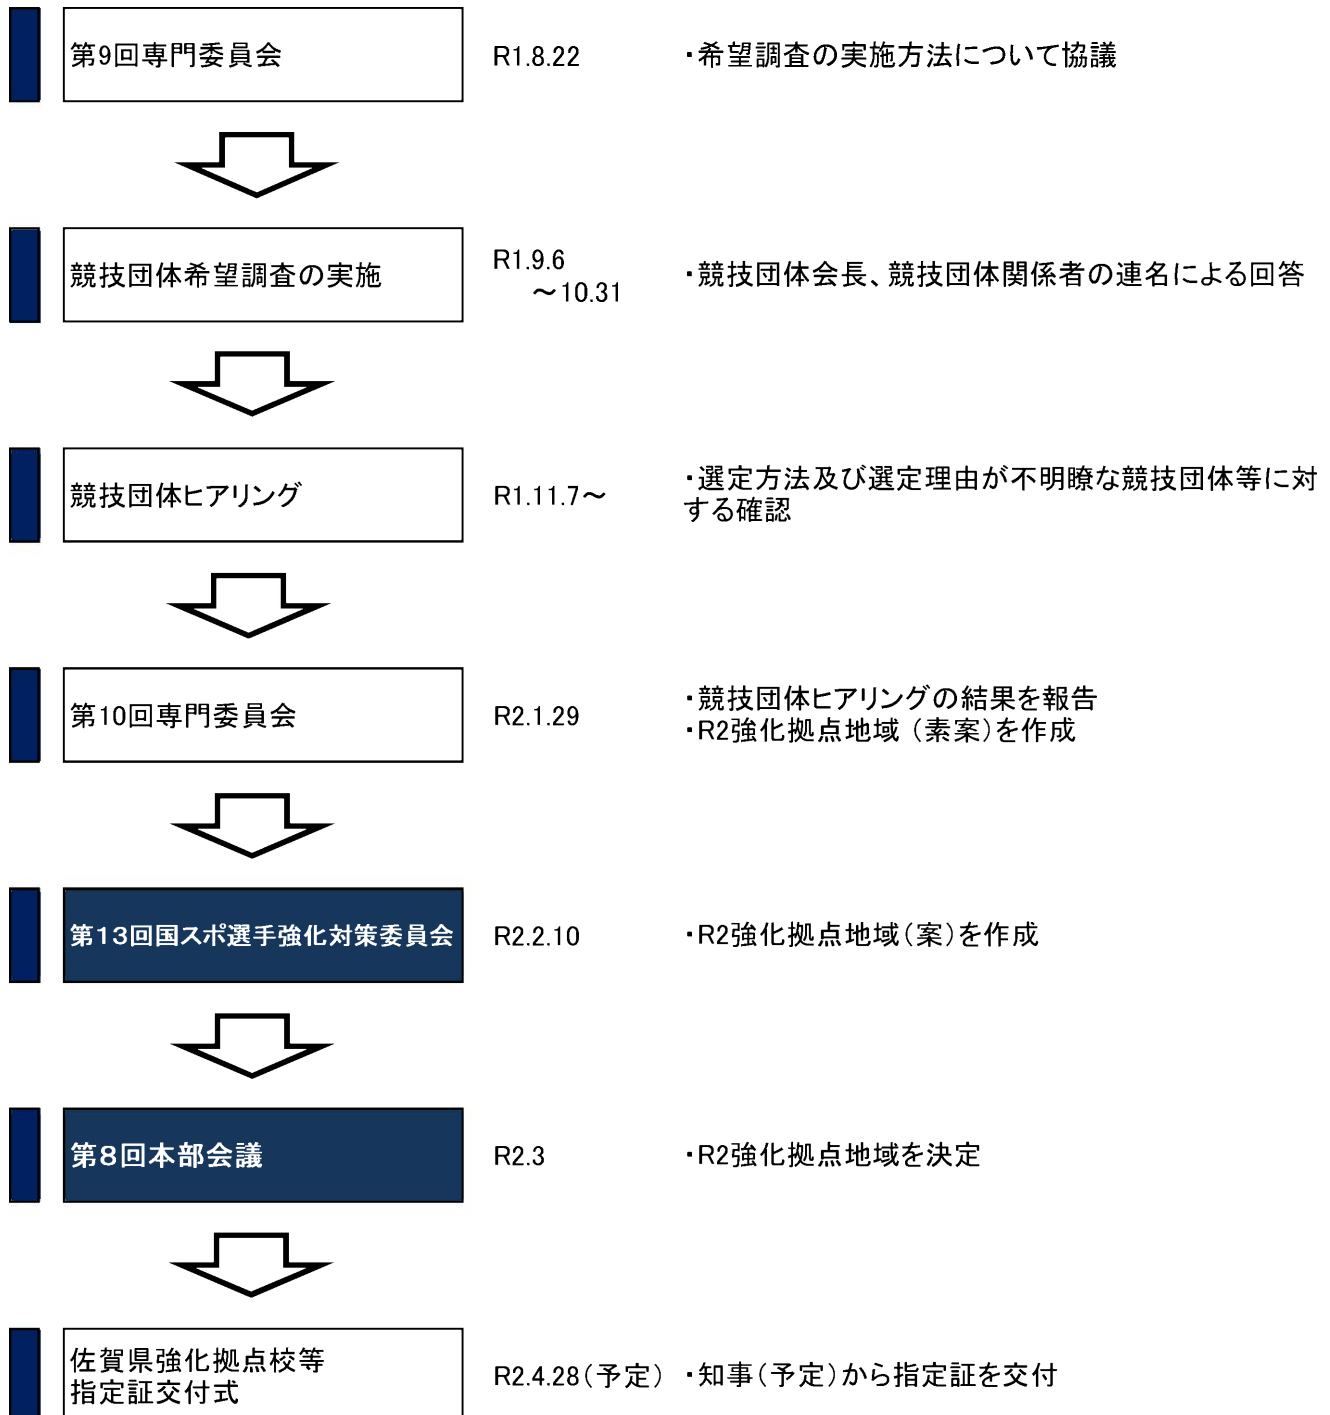 第9回専門委員会 R1.8.22 ・希望調査の実施方法について協議
競技団体希望調査の実施 R1.9.6
～10.31
・競技団体会長、競技団体関係者の連名による回答
競技団体ヒアリング R1.11.7～ ・選定方法及び選定理由が不明瞭な競技団体等に対
する確認
第10回専門委員会 R2.1.29 ・競技団体ヒアリングの結果を報告
・R2強化拠点地域（素案）を作成
第13回国スポ選手強化対策委員会 R2.2.10 ・R2強化拠点地域（案）を作成
第8回本部会議 R2.3 ・R2強化拠点地域を決定
佐賀県強化拠点校等
指定証交付式
R2.4.28（予定） ・知事（予定）から指定証を交付